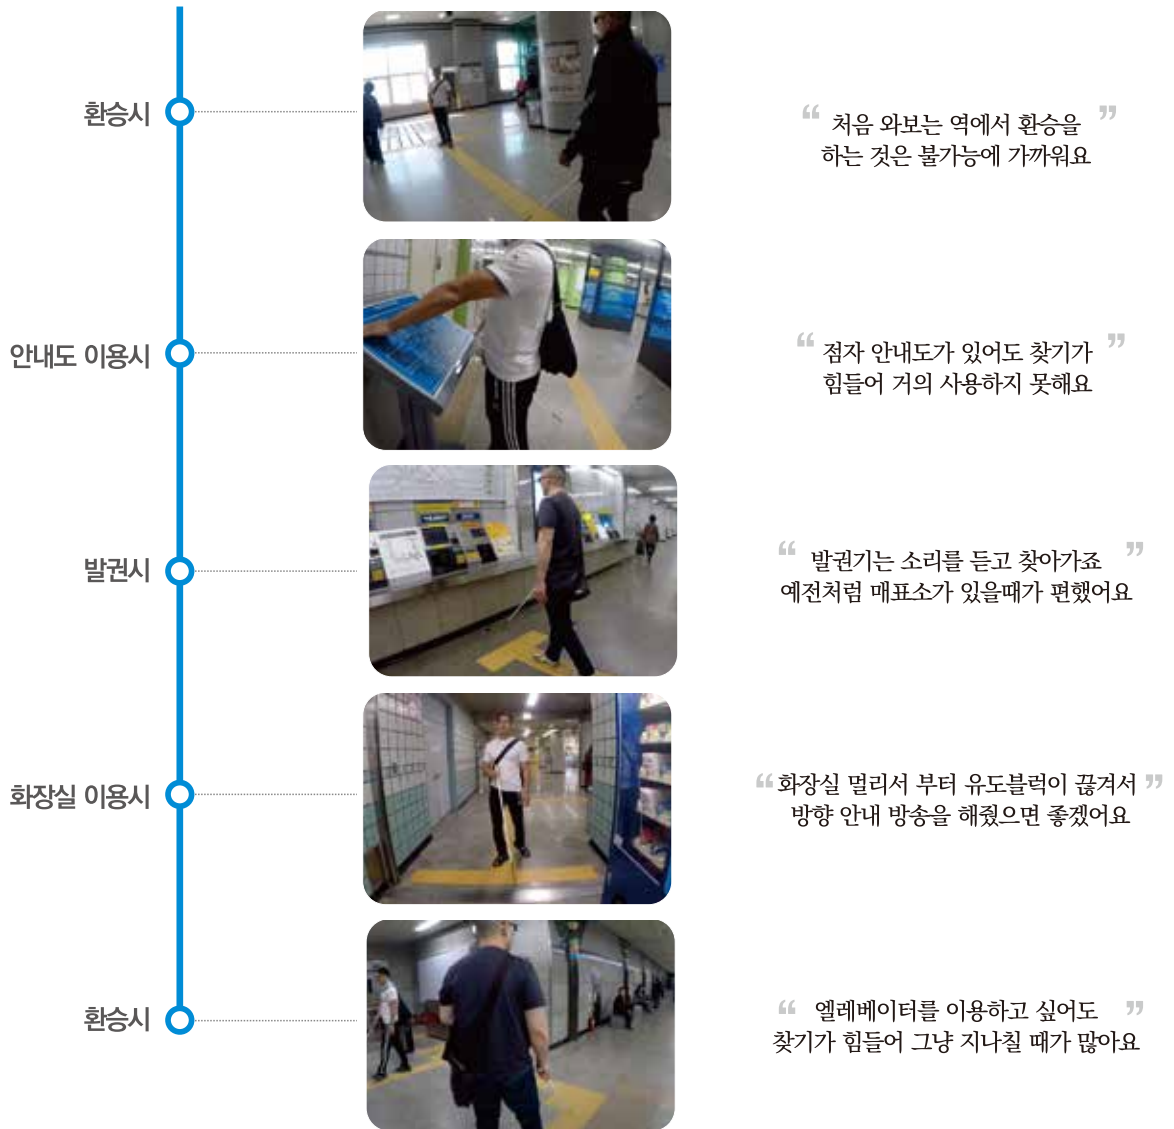 환승시
“ 처음 와보는 역에서 환승을 ”
하는 것은 불가능에 가까워요
안내도 이용시
“ 점자 안내도가 있어도 찾기가 ”
힘들어 거의 사용하지 못해요
발권시
“ 발권기는 소리를 듣고 찾아가죠 ”
예전처럼 매표소가 있을때가 편했어요
화장실 이용시
“ 화장실 멀리서 부터 유도블럭이 끊겨서 ”
방향 안내 방송을 해줬으면 좋겠어요
환승시
“ 엘레베이터를 이용하고 싶어도 ”
찾기가 힘들어 그냥 지나칠 때가 많아요